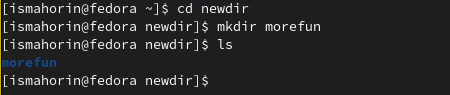 [ismahorin@fedora ~]$ cd newdir
[ismahorin@fedora newdir]$ mkdir morefun
[ismahorin@fedora newdir]$ ls
morefun
[ismahorin@fedora newdir]$